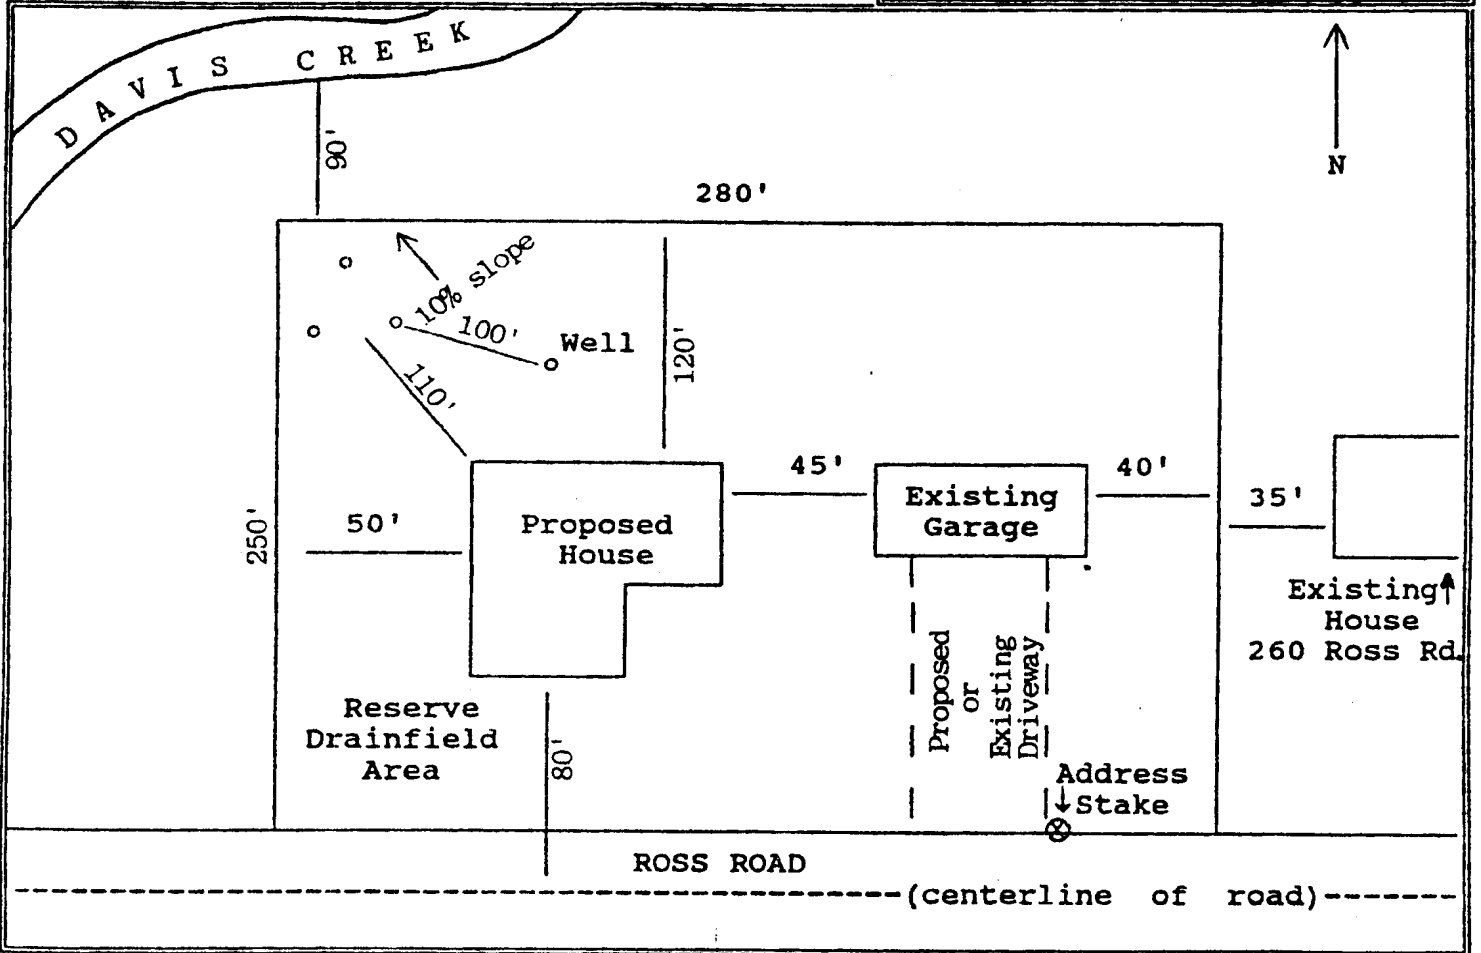 DAVIS CREEK
90'
N
280'
10% slope
100'
Well
110'
120'
250'
50'
Proposed
House
45'
Existing
Garage
40'
35'
Existing
House
260 Ross Rd.
Proposed
or
Existing
Driveway
Reserve
Drainfield
Area
80'
Address
Stake
ROSS ROAD
(centerline of road)